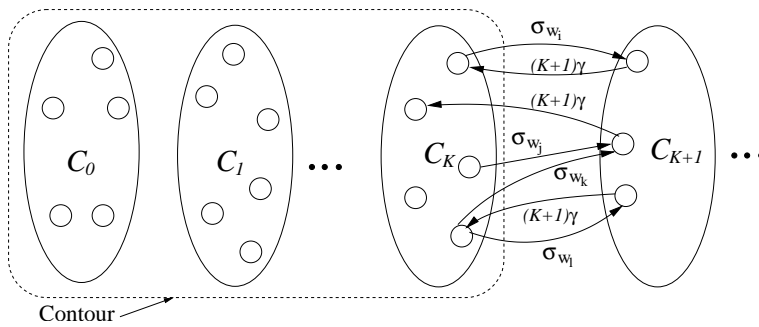 σ_{w_i}
(K+1)γ
(K+1)γ
σ_{w_j}
C_0 C_1 ... C_K C_{K+1} ...
σ_{w_k}
(K+1)γ
σ_{w_l}
Contour